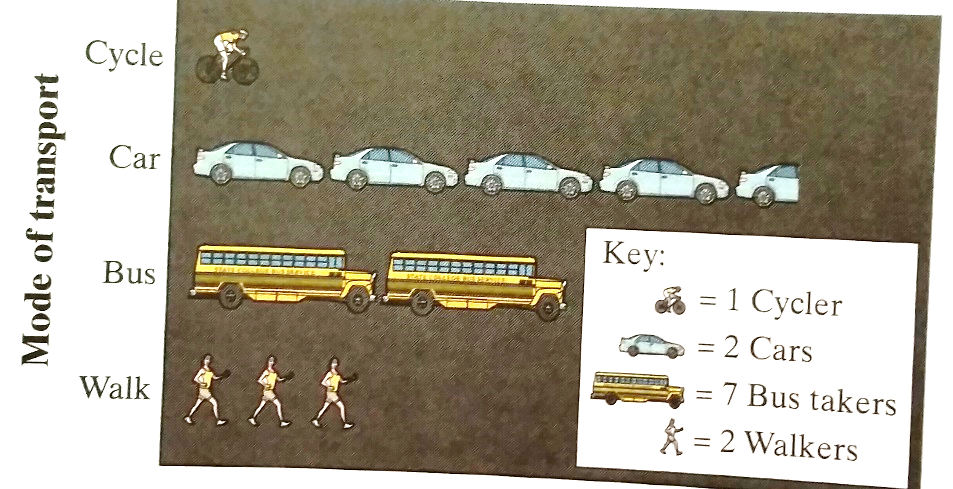 Mode of transport
Cycle
Car
Bus
Walk
Key:
= 1 Cycler
= 2 Cars
= 7 Bus takers
= 2 Walkers